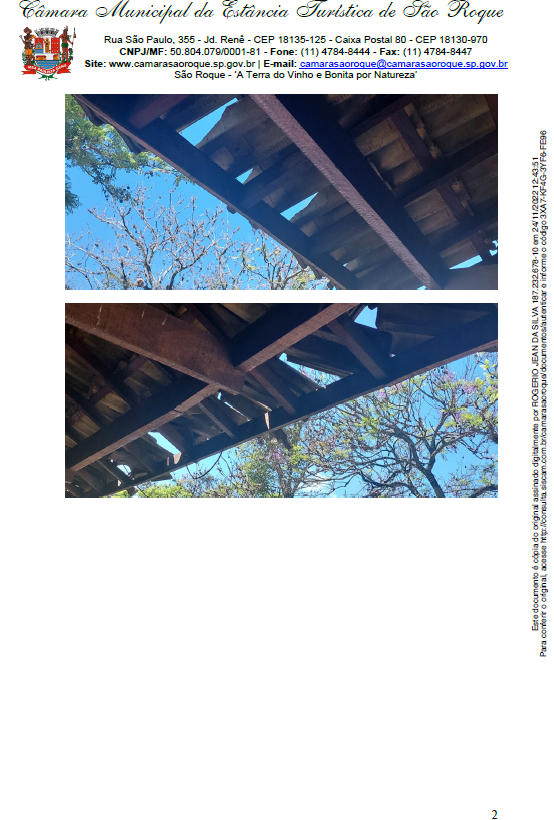 Câmara Municipal da Estância Turística de São Roque
Rua São Paulo, 355 - Jd. Renê - CEP 18135-125 - Caixa Postal 80 - CEP 18130-970
CNPJ/MF: 50.804.079/0001-81 - Fone: (11) 4784-8444 - Fax: (11) 4784-8447
Site: www.camarasaoroque.sp.gov.br | E-mail: camarasaoroque@camarasaoroque.sp.gov.br
São Roque - 'A Terra do Vinho e Bonita por Natureza'
Este documento é cópia do original assinado digitalmente por ROGERIO JEAN DA SILVA 187.232.678-10 em 24/11/2022 12:43:51
Para conferir o original, acesse http://consulta.siscam.com.br/camarasaoroque/documentos/autenticar e informe o código 3XA7-KF4G-3YF6-FE96
2